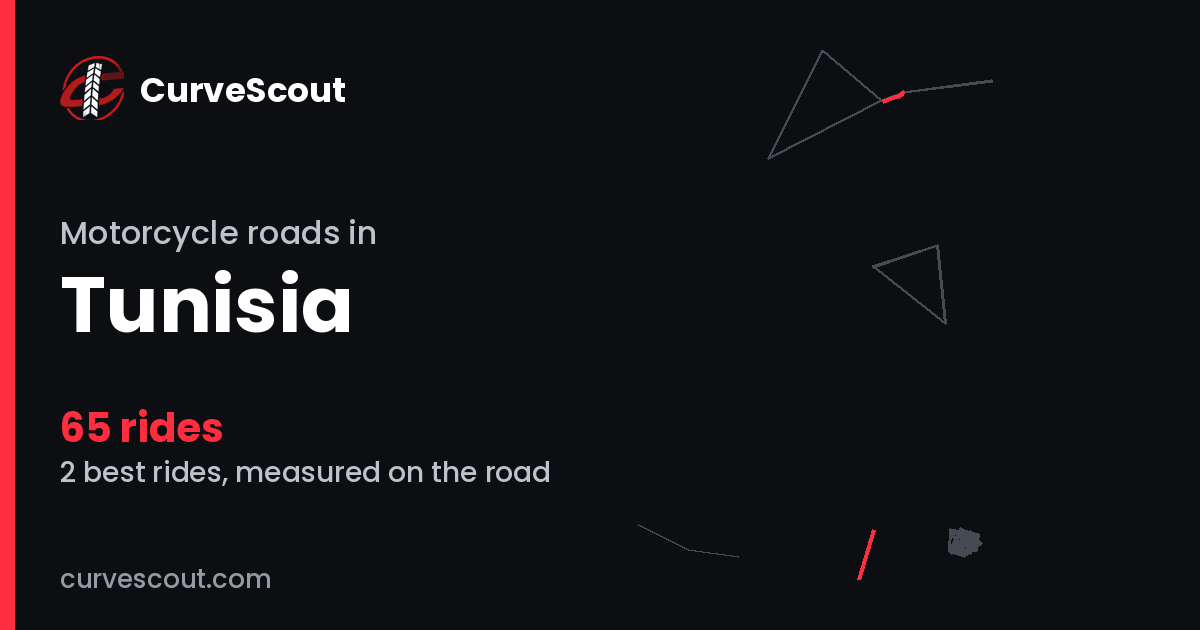 CurveScout
Motorcycle roads in
Tunisia
65 rides
2 best rides, measured on the road
curvescout.com